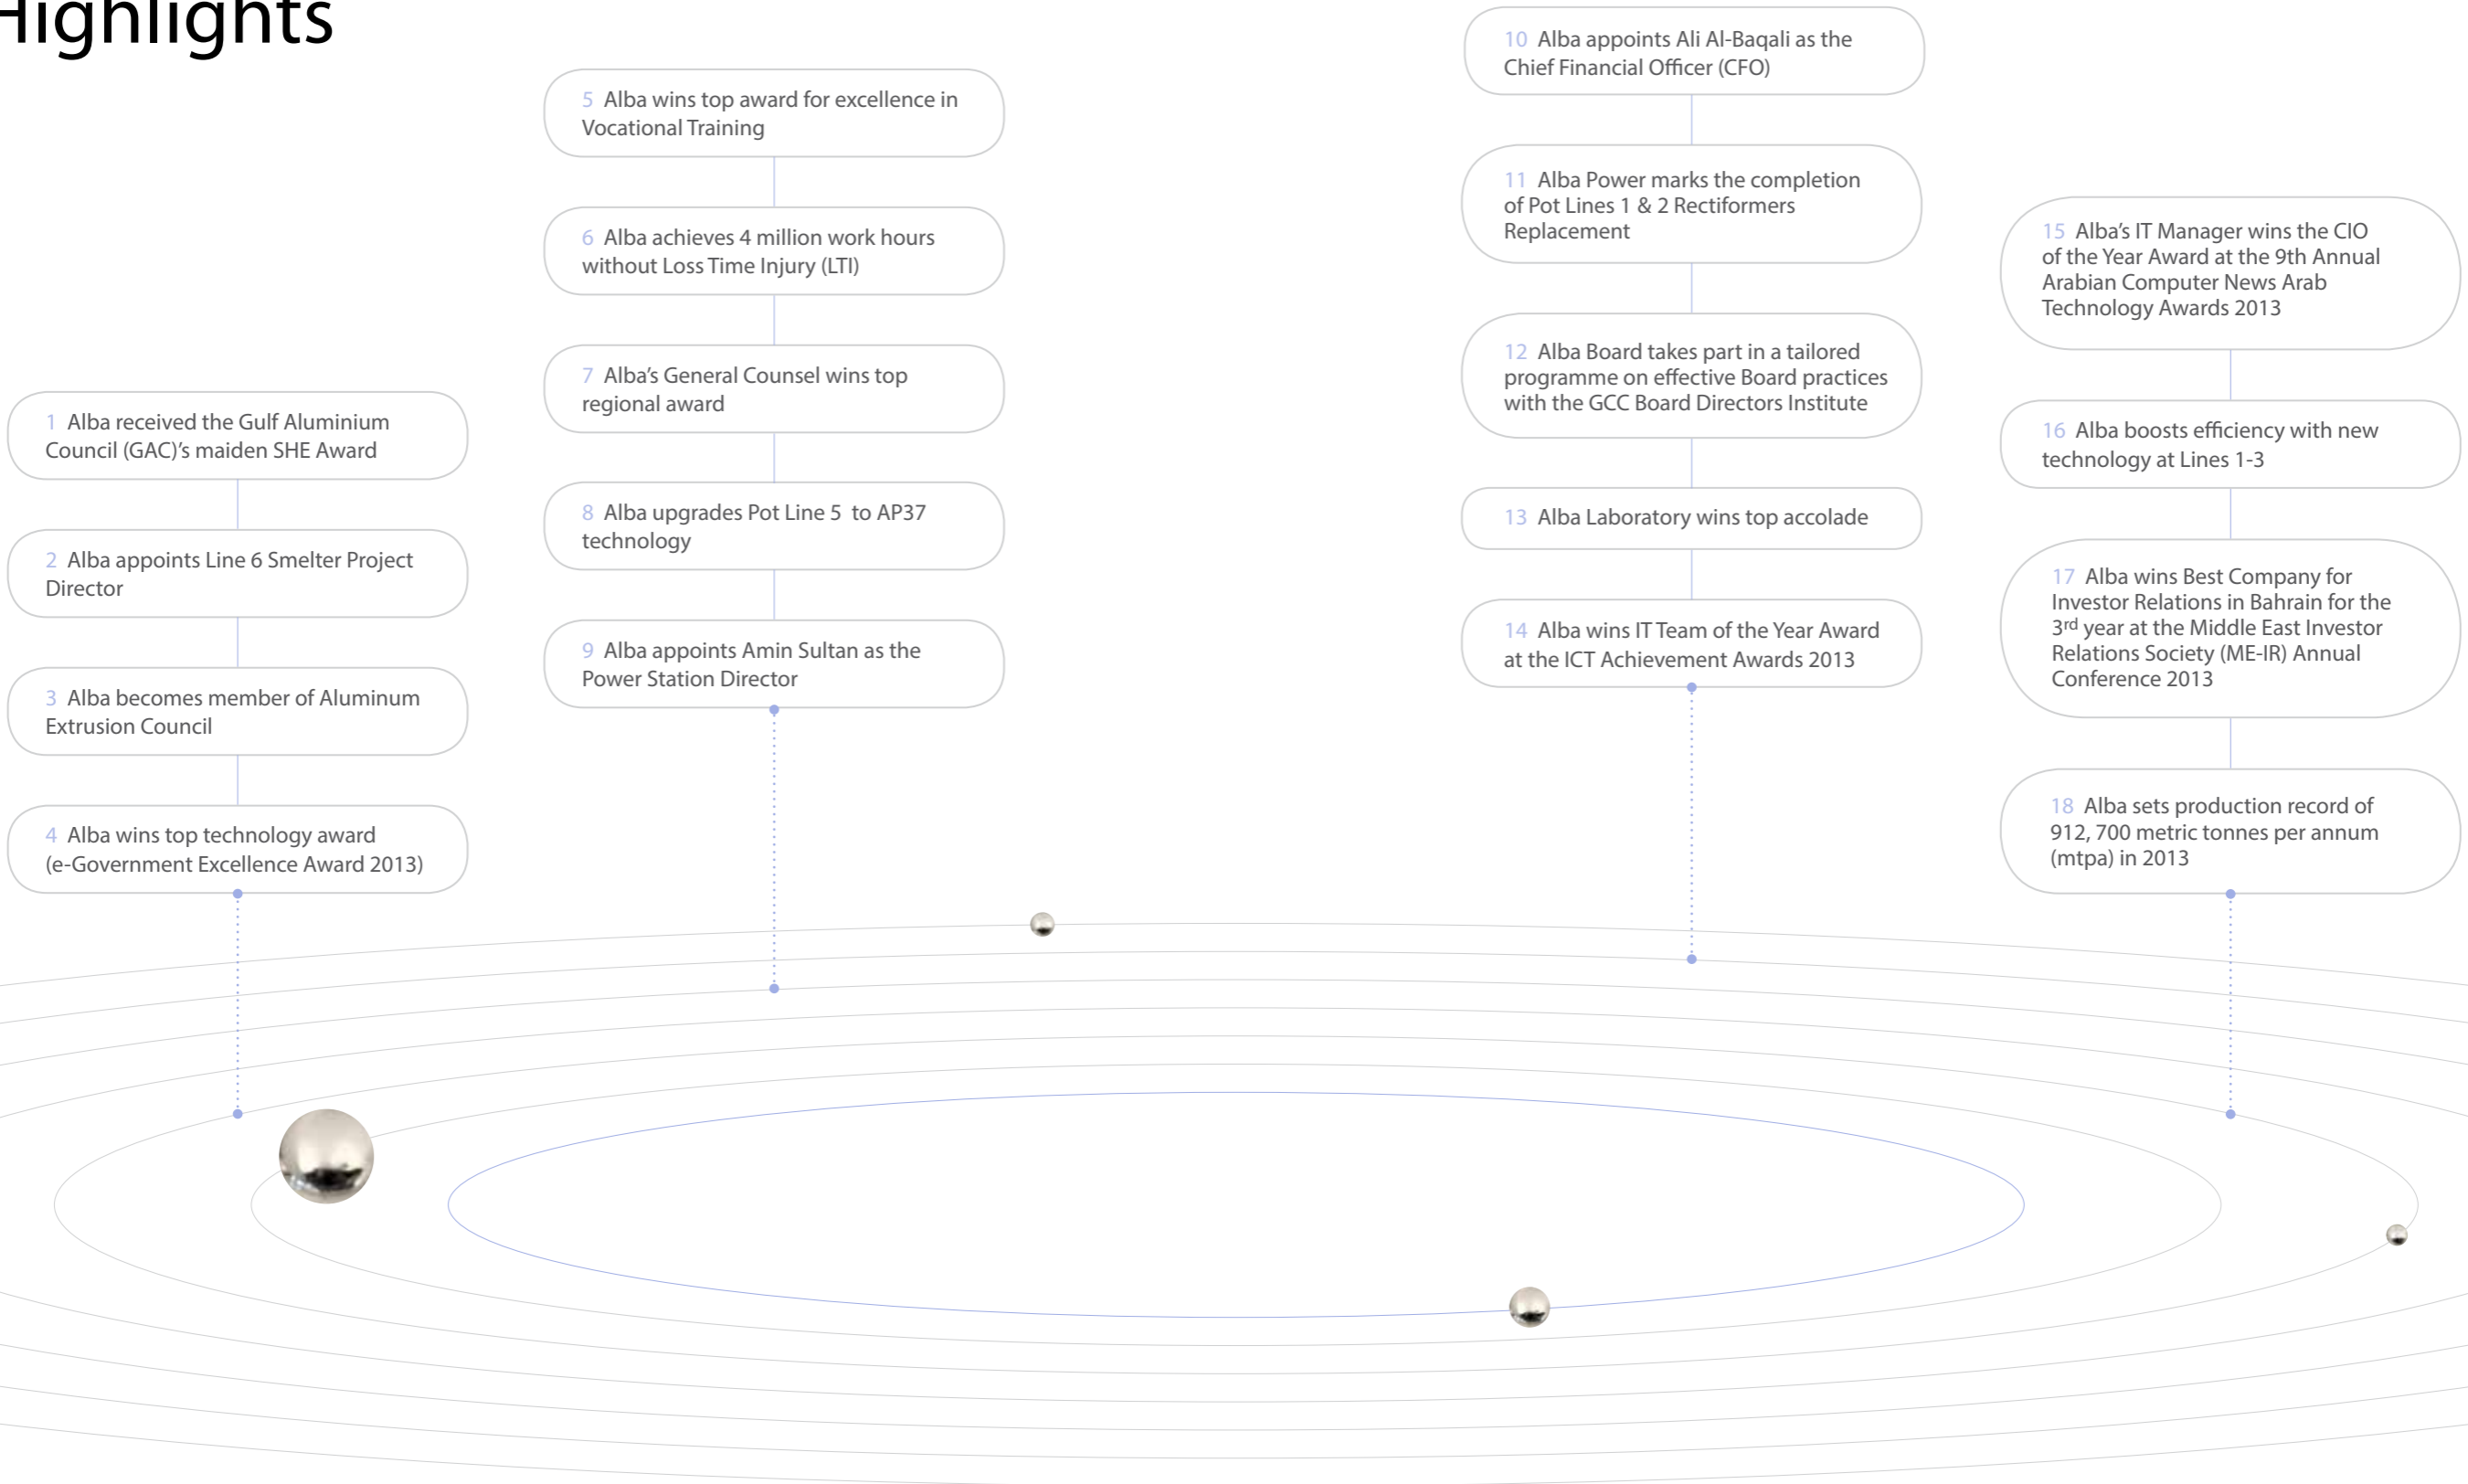 Highlights
1 Alba received the Gulf Aluminium
Council (GAC)'s maiden SHE Award
2 Alba appoints Line 6 Smelter Project
Director
3 Alba becomes member of Aluminum
Extrusion Council
4 Alba wins top technology award
(e-Government Excellence Award 2013)
5 Alba wins top award for excellence in
Vocational Training
6 Alba achieves 4 million work hours
without Loss Time Injury (LTI)
7 Alba’s General Counsel wins top
regional award
8 Alba upgrades Pot Line 5 to AP37
technology
9 Alba appoints Amin Sultan as the
Power Station Director
10 Alba appoints Ali Al-Baqali as the
Chief Financial Officer (CFO)
11 Alba Power marks the completion
of Pot Lines 1 & 2 Rectiformers
Replacement
12 Alba Board takes part in a tailored
programme on effective Board practices
with the GCC Board Directors Institute
13 Alba Laboratory wins top accolade
14 Alba wins IT Team of the Year Award
at the ICT Achievement Awards 2013
15 Alba’s IT Manager wins the CIO
of the Year Award at the 9th Annual
Arabian Computer News Arab
Technology Awards 2013
16 Alba boosts efficiency with new
technology at Lines 1-3
17 Alba wins Best Company for
Investor Relations in Bahrain for the
3rd year at the Middle East Investor
Relations Society (ME-IR) Annual
Conference 2013
18 Alba sets production record of
912, 700 metric tonnes per annum
(mtpa) in 2013